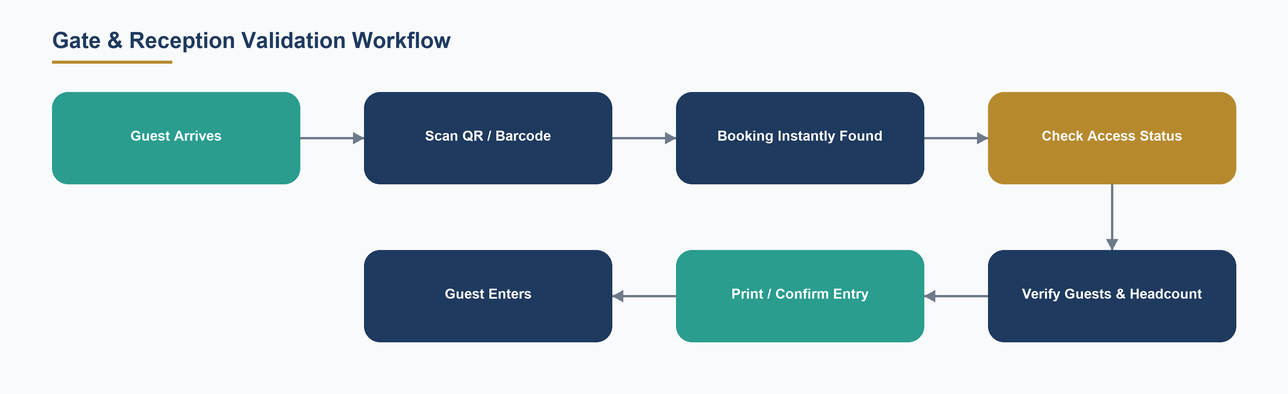 Gate & Reception Validation Workflow
Guest Arrives
Scan QR / Barcode
Booking Instantly Found
Check Access Status
Verify Guests & Headcount
Print / Confirm Entry
Guest Enters